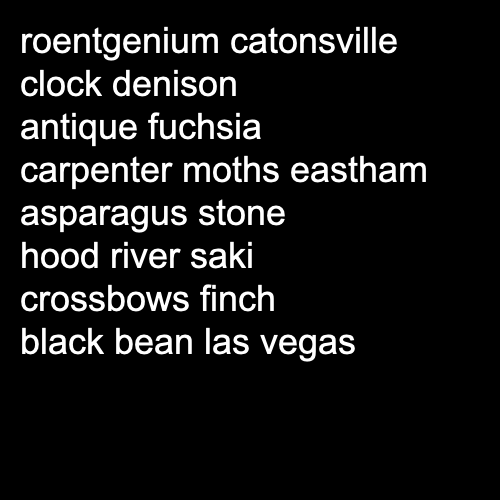 roentgenium catonsville
clock denison
antique fuchsia
carpenter moths eastham
asparagus stone
hood river saki
crossbows finch
black bean las vegas